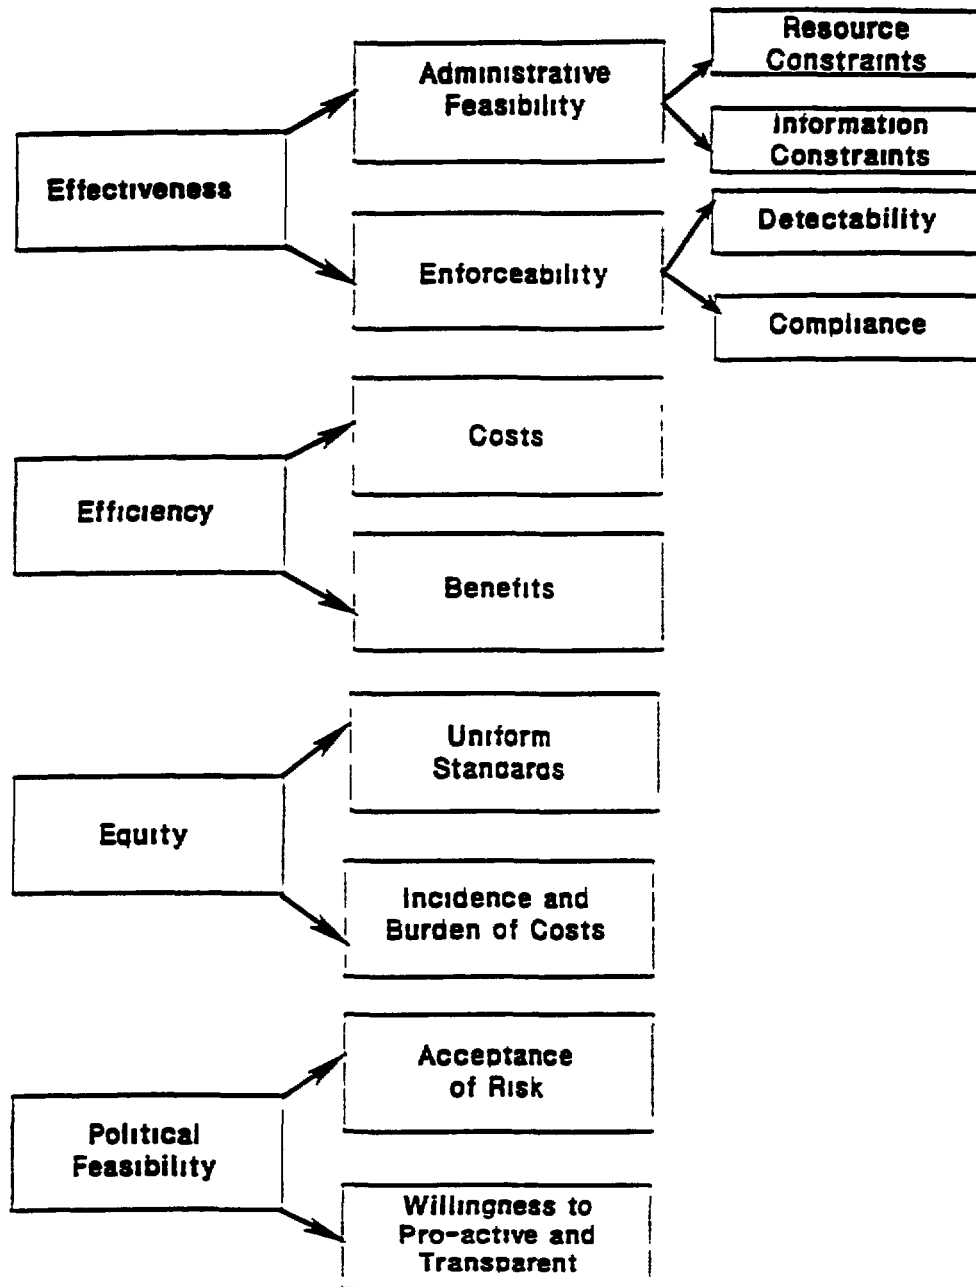 Resource
Constraints
Administrative
Feasibility
Information
Constraints
Effectiveness
Detectability
Enforceability
Compliance
Costs
Efficiency
Benefits
Uniform
Standards
Equity
Incidence and
Burden of Costs
Acceptance
of Risk
Political
Feasibility
Willingness to
Pro-active and
Transparent